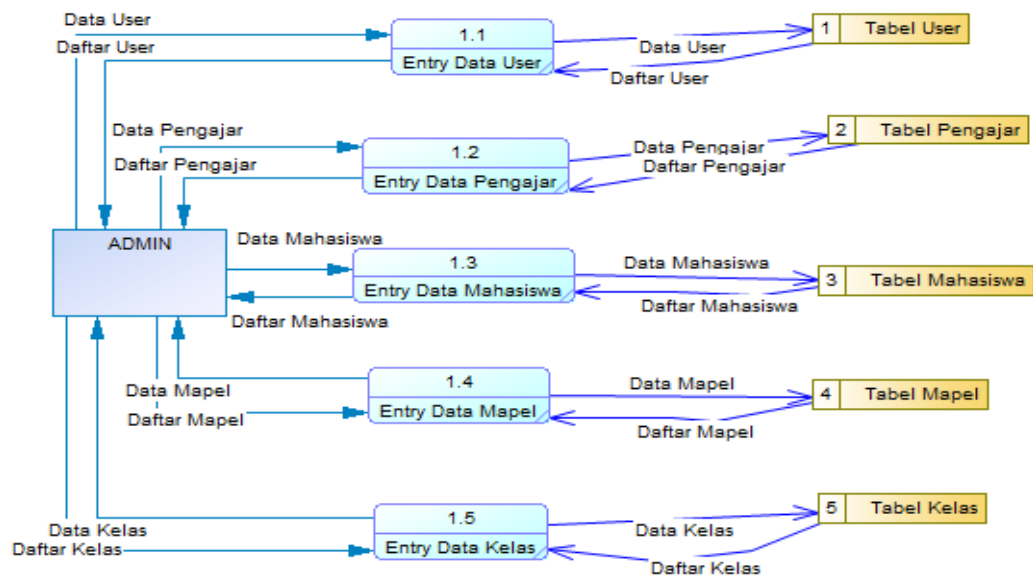 Data User
Daftar User
1.1
Entry Data User
Data User
Daftar User
1 Tabel User
Data Pengajar
Daftar Pengajar
1.2
Entry Data Pengajar
Data Pengajar
Daftar Pengajar
2 Tabel Pengajar
ADMIN
Data Mahasiswa
Daftar Mahasiswa
1.3
Entry Data Mahasiswa
Data Mahasiswa
Daftar Mahasiswa
3 Tabel Mahasiswa
Data Mapel
Daftar Mapel
1.4
Entry Data Mapel
Data Mapel
Daftar Mapel
4 Tabel Mapel
Data Kelas
Daftar Kelas
1.5
Entry Data Kelas
Data Kelas
Daftar Kelas
5 Tabel Kelas